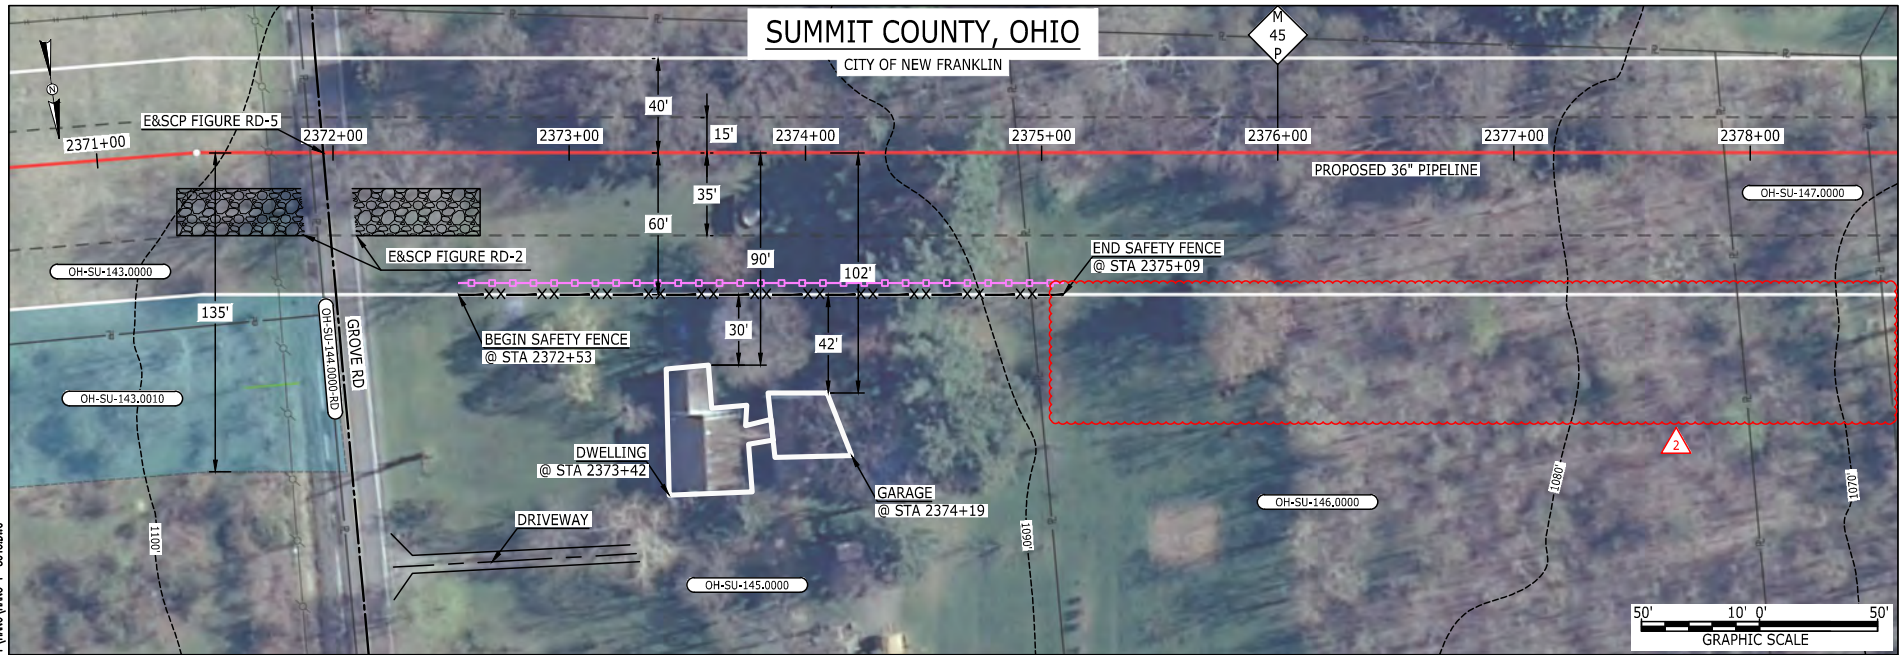 SUMMIT COUNTY, OHIO
CITY OF NEW FRANKLIN
M
45
P
N
E&SCP FIGURE RD-5
2371+00
2372+00
2373+00
2374+00
2375+00
2376+00
2377+00
2378+00
40'
15'
PROPOSED 36" PIPELINE
OH-SU-147.0000
35'
60'
E&SCP FIGURE RD-2
90'
102'
END SAFETY FENCE
@ STA 2375+09
OH-SU-143.0000
135'
OH-SU-144.0000-RD
GROVE RD
BEGIN SAFETY FENCE
@ STA 2372+53
30'
42'
OH-SU-143.0010
DWELLING
@ STA 2373+42
GARAGE
@ STA 2374+19
2
OH-SU-146.0000
DRIVEWAY
OH-SU-145.0000
1100'
1090'
1080'
1070'
50' 10' 0' 50'
GRAPHIC SCALE